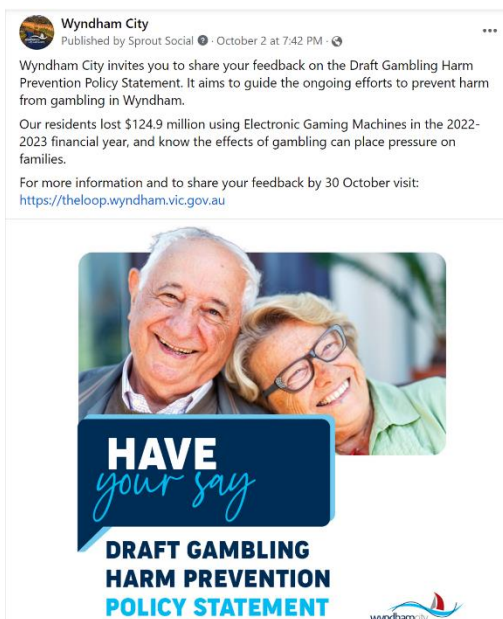 Wyndham City
Published by Sprout Social · October 2 at 7:42 PM ·
Wyndham City invites you to share your feedback on the Draft Gambling Harm
Prevention Policy Statement. It aims to guide the ongoing efforts to prevent harm
from gambling in Wyndham.
Our residents lost $124.9 million using Electronic Gaming Machines in the 2022-
2023 financial year, and know the effects of gambling can place pressure on
families.
For more information and to share your feedback by 30 October visit:
https://theloop.wyndham.vic.gov.au
HAVE
your say
DRAFT GAMBLING
HARM PREVENTION
POLICY STATEMENT
wyndhamcity